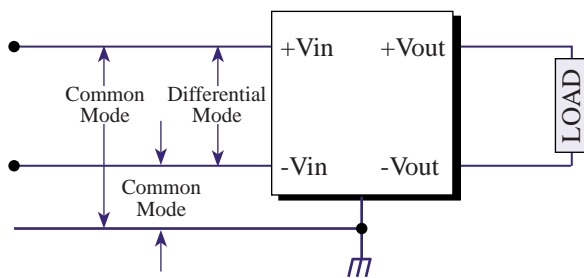 +Vin
+Vout
Common
Mode
Differential
Mode
LOAD
-Vin
-Vout
Common
Mode